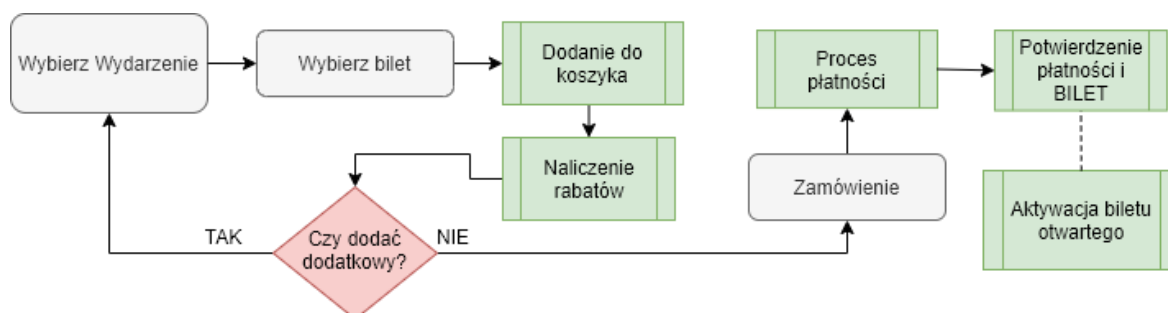 Wybierz Wydarzenie
Wybierz bilet
Dodanie do
koszyka
Naliczenie
rabatów
Czy dodać
dodatkowy?
TAK
NIE
Zamówienie
Proces
płatności
Potwierdzenie
płatności i
BILET
Aktywacja biletu
otwartego